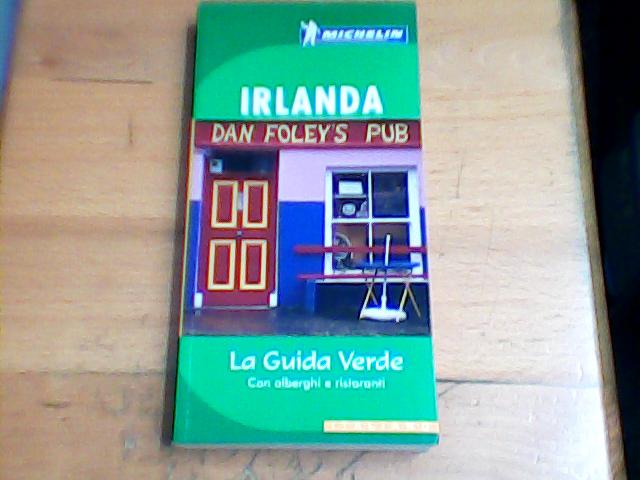 MICHELIN
IRLANDA
DAN FOLEY'S PUB
La Guida Verde
Con alberghi e ristoranti
ITALIANO